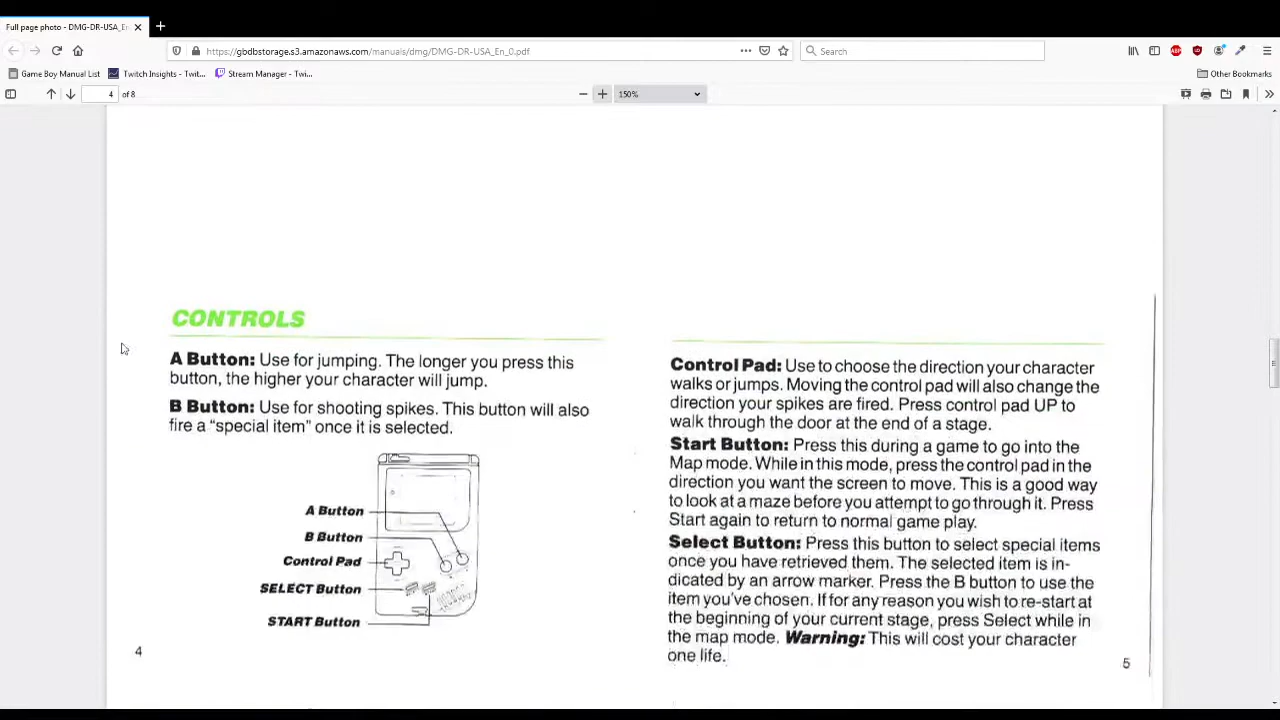 Full page photo - DMG-DR-USA_En
https://gbdbstorage.s3.amazonaws.com/manuals/dmg/DMG-DR-USA_En_0.pdf
Search
Game Boy Manual List
Twitch Insights - Twit...
Stream Manager - Twi...
Other Bookmarks
4 of 8
150%
CONTROLS
A Button: Use for jumping. The longer you press this
button, the higher your character will jump.
B Button: Use for shooting spikes. This button will also
fire a "special item" once it is selected.
A Button
B Button
Control Pad
SELECT Button
START Button
4
Control Pad: Use to choose the direction your character
walks or jumps. Moving the control pad will also change the
direction your spikes are fired. Press control pad UP to
walk through the door at the end of a stage.
Start Button: Press this during a game to go into the
Map mode. While in this mode, press the control pad in the
direction you want the screen to move. This is a good way
to look at a maze before you attempt to go through it. Press
Start again to return to normal game play.
Select Button: Press this button to select special items
once you have retrieved them. The selected item is in-
dicated by an arrow marker. Press the B button to use the
item you've chosen. If for any reason you wish to re-start at
the beginning of your current stage, press Select while in
the map mode. Warning: This will cost your character
one life.
5